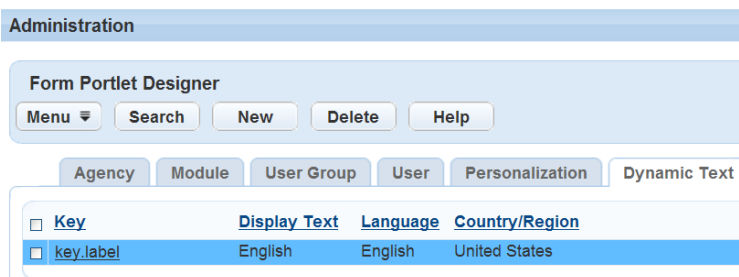 Administration
Form Portlet Designer
Menu Search New Delete Help
Agency Module User Group User Personalization Dynamic Text
Key Display Text Language Country/Region
key.label English English United States